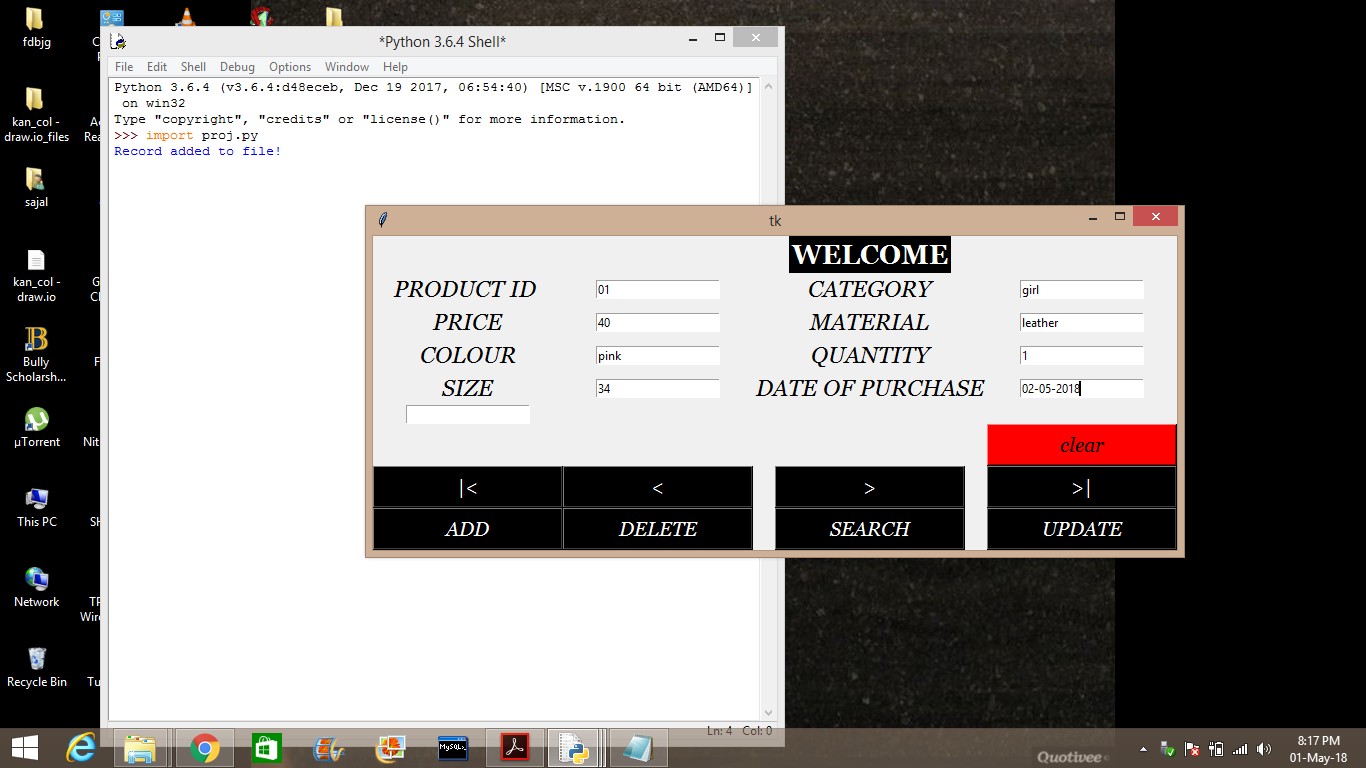 fdbjg
kan_col -
draw.io_files
sajal
kan_col -
draw.io
Bully
Scholarsh...
µTorrent
This PC
Network
Recycle Bin
*Python 3.6.4 Shell*
File Edit Shell Debug Options Window Help
Python 3.6.4 (v3.6.4:d48eceb, Dec 19 2017, 06:54:40) [MSC v.1900 64 bit (AMD64)]
on win32
Type "copyright", "credits" or "license()" for more information.
>>> import proj.py
Record added to file!
Ln: 4 Col: 0
tk
WELCOME
PRODUCT ID 01 CATEGORY girl
PRICE 40 MATERIAL leather
COLOUR pink QUANTITY 1
SIZE 34 DATE OF PURCHASE 02-05-2018
clear
|< < > >|
ADD DELETE SEARCH UPDATE
Quotivee
MySQL
8:17 PM
01-May-18